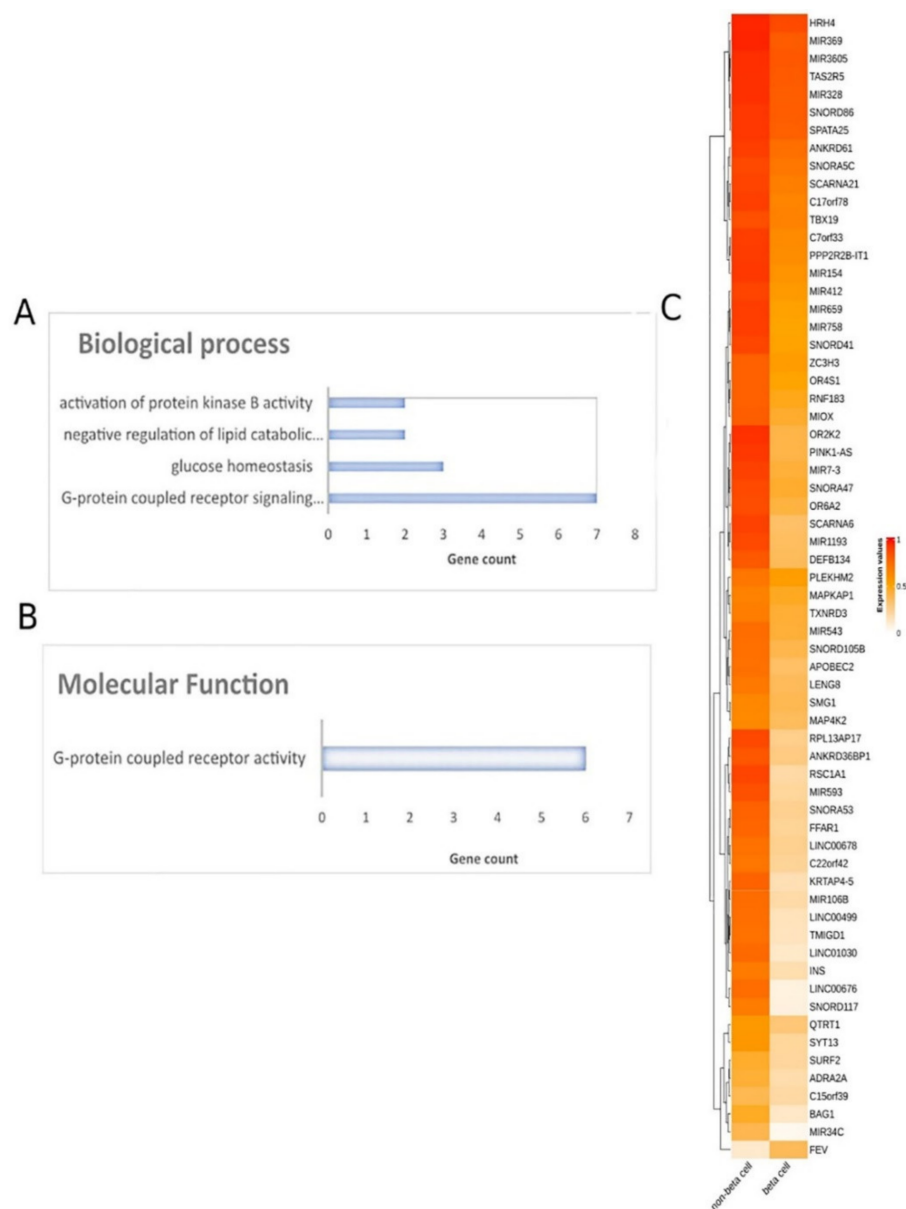 A
Biological process
activation of protein kinase B activity
negative regulation of lipid catabolic...
glucose homeostasis
G-protein coupled receptor signaling...
0 1 2 3 4 5 6 7 8
Gene count
B
Molecular Function
G-protein coupled receptor activity
0 1 2 3 4 5 6 7
Gene count
C
HRH4
MIR369
MIR3605
TAS2R5
MIR328
SNORD86
SPATA25
ANKRD61
SNORA5C
SCARNA21
C17orf78
TBX19
C7orf33
PPP2R2B-IT1
MIR154
MIR412
MIR659
MIR758
SNORD41
ZC3H3
OR4S1
RNF183
MIOX
OR2K2
PINK1-AS
MIR7-3
SNORA47
OR6A2
SCARNA6
MIR1193
DEFB134
PLEKHM2
MAPKAP1
TXNRD3
MIR543
SNORD105B
APOBEC2
LENG8
SMG1
MAP4K2
RPL13AP17
ANKRD36BP1
RSC1A1
MIR593
SNORA53
FFAR1
LINC00678
C22orf42
KRTAP4-5
MIR106B
LINC00499
TMIGD1
LINC01030
INS
LINC00676
SNORD117
QTRT1
SYT13
SURF2
ADRA2A
C15orf39
BAG1
MIR34C
FEV
non-beta cell
beta cell
Expression values
1
0.5
0